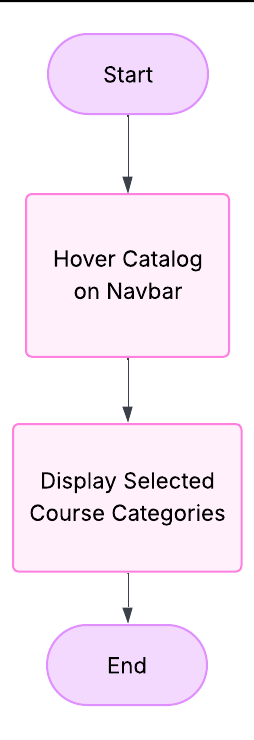 Start
Hover Catalog
on Navbar
Display Selected
Course Categories
End